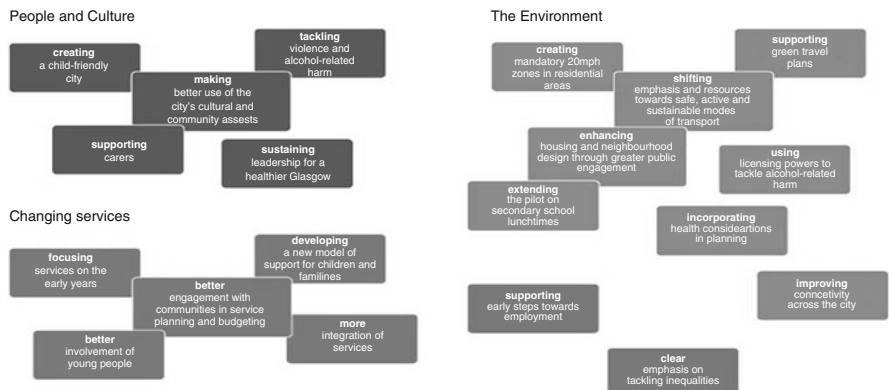 People and Culture
creating
a child-friendly
city
tackling
violence and
alcohol-related
harm
making
better use of the
city's cultural and
community assests
supporting
carers
sustaining
leadership for a
healthier Glasgow
Changing services
focusing
services on the
early years
developing
a new model of
support for children and
familines
better
engagement with
communities in service
planning and budgeting
better
involvement of
young people
more
integration of
services
The Environment
creating
mandatory 20mph
zones in residential
areas
supporting
green travel
plans
shifting
emphasis and resources
towards safe, active and
sustainable modes
of transport
enhancing
housing and neighbourhood
design through greater public
engagement
using
licensing powers to
tackle alcohol-related
harm
extending
the pilot on
secondary school
lunchtimes
incorporating
health consideartions
in planning
improving
conncetivity
across the city
supporting
early steps towards
employment
clear
emphasis on
tackling inequalities